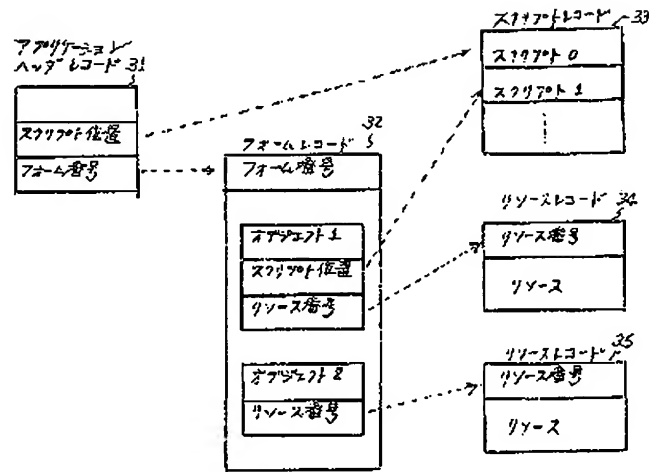 アプリケーション
ヘッダレコード 31
スクリプト位置
フォーム番号
フォームレコード 32
フォーム番号
オブジェクト1
スクリプト位置
リソース番号
オブジェクト2
リソース番号
スクリプトレコード 33
スクリプト0
スクリプト1
リソースレコード 34
リソース番号
リソース
リソースレコード 35
リソース番号
リソース